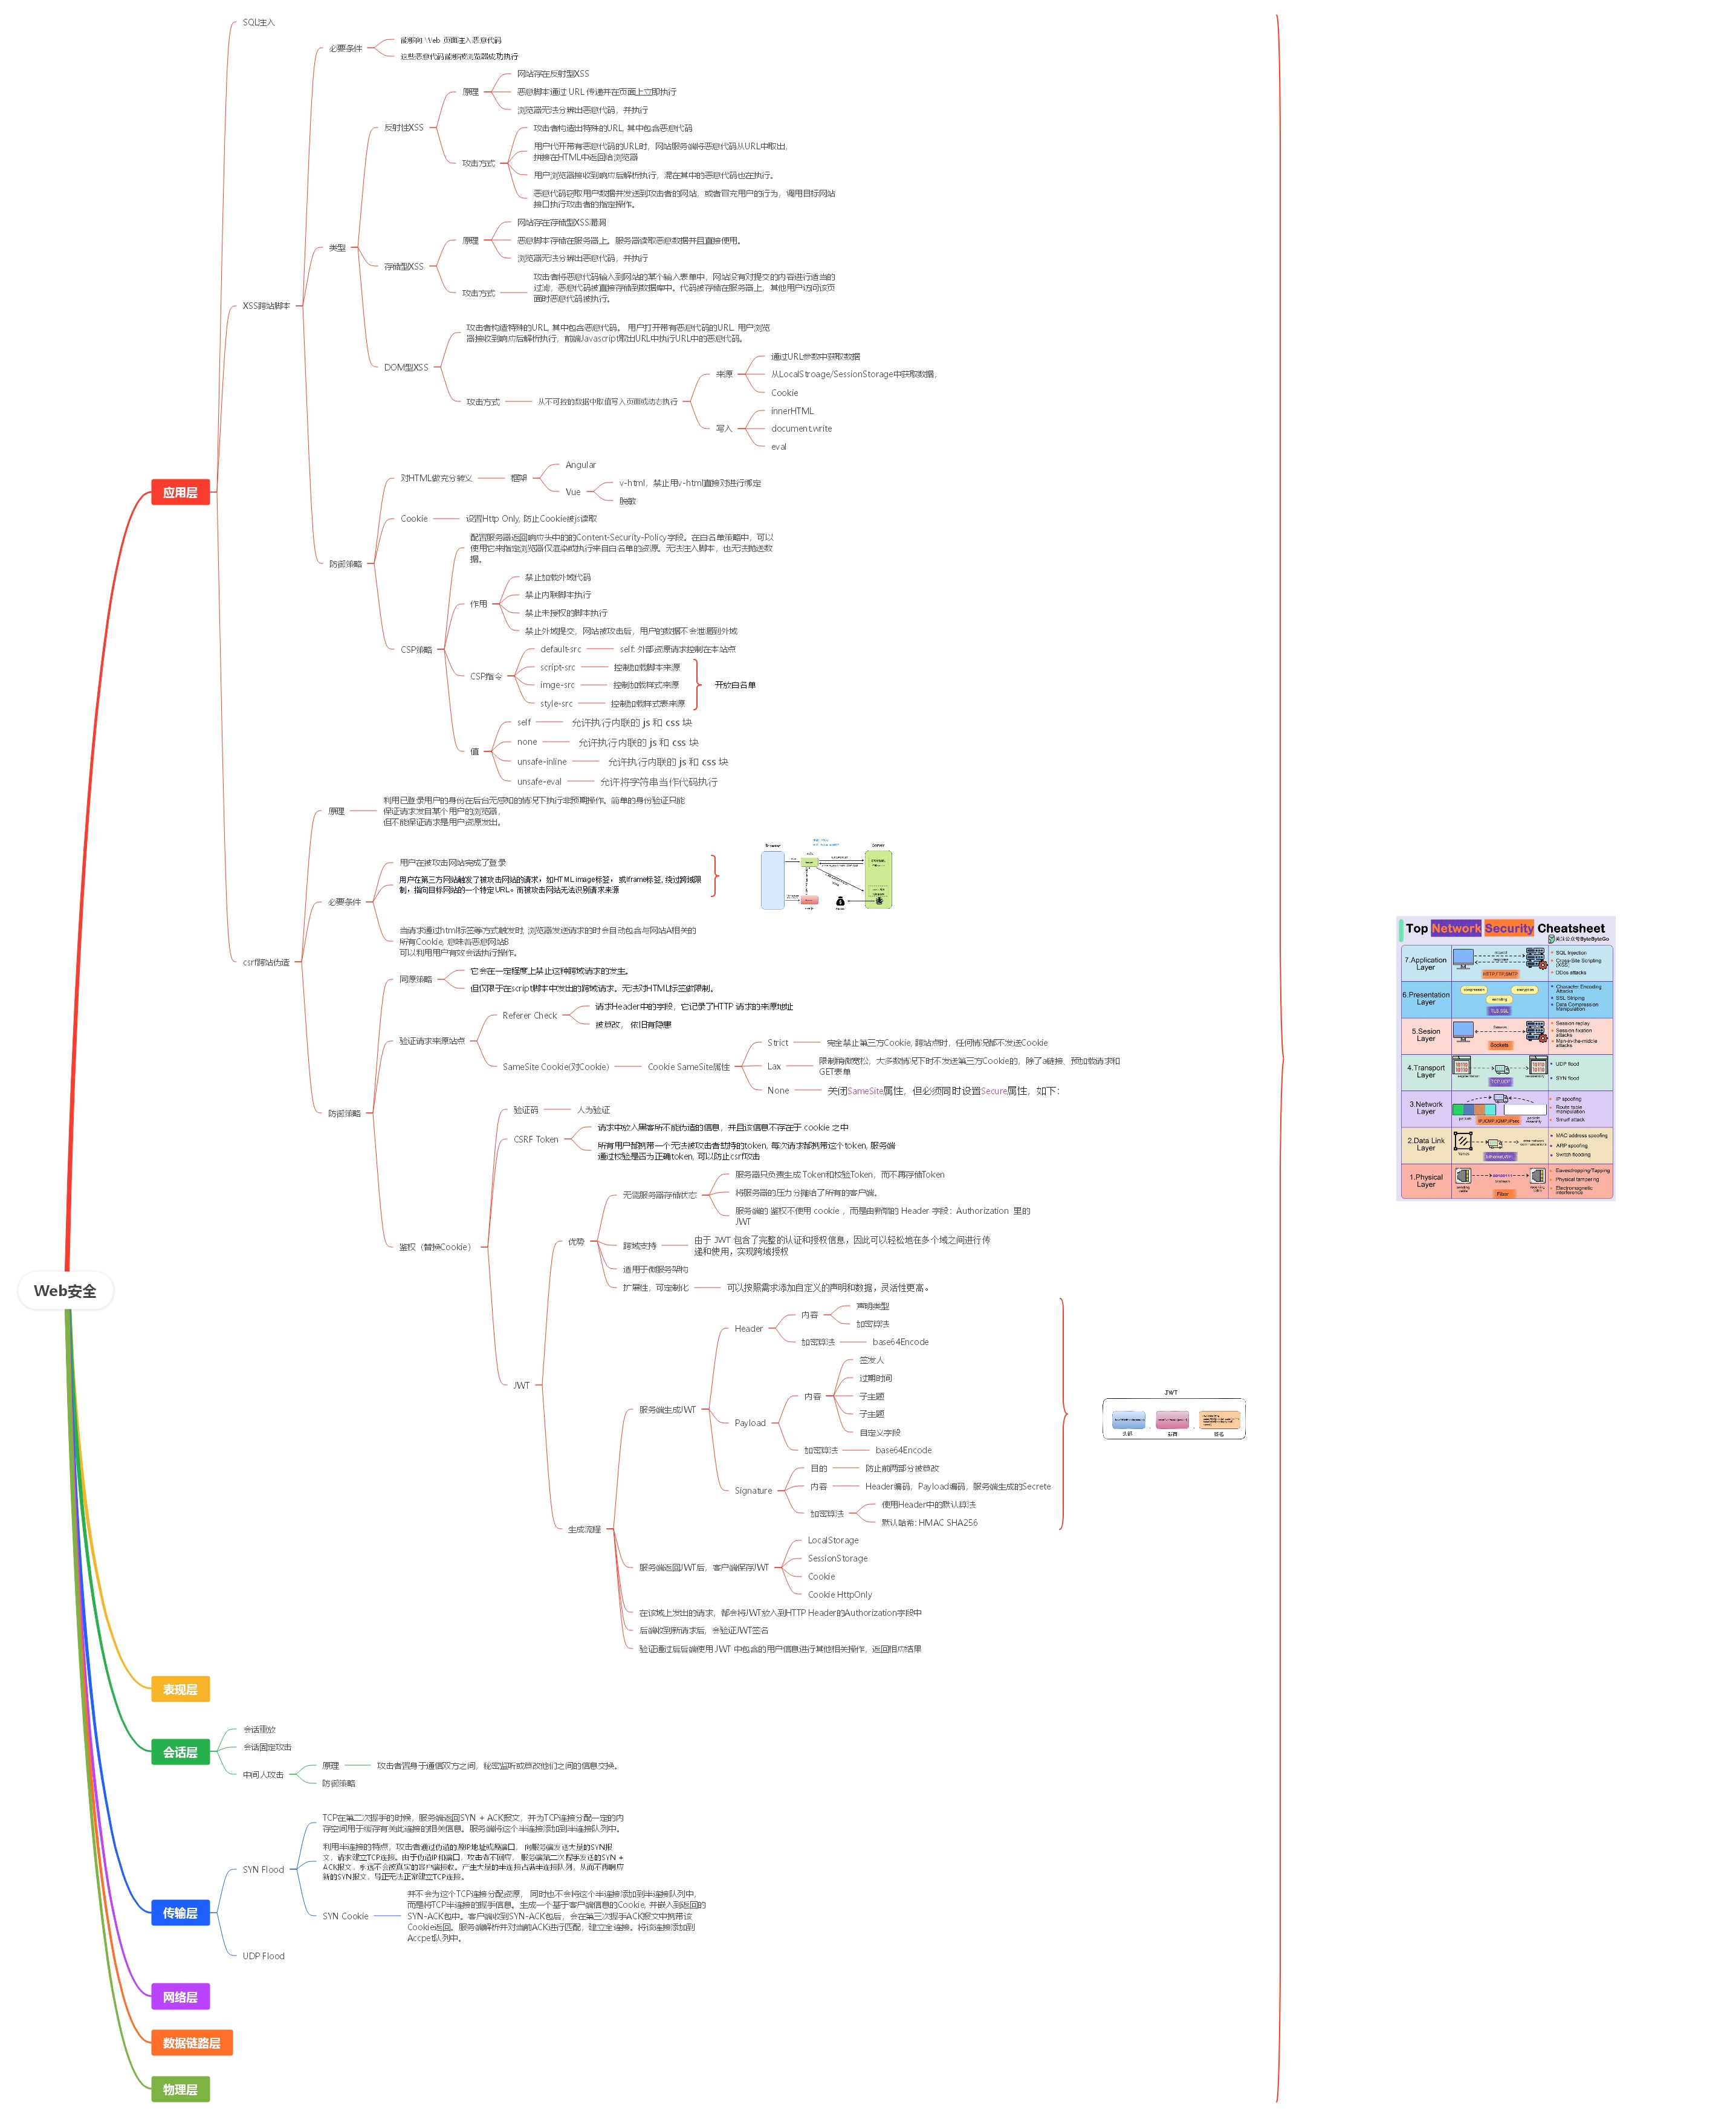 Web安全
应用层
SQL注入
XSS跨站脚本
必要条件
能够向 Web 页面注入恶意代码
这些恶意代码能够被浏览器成功执行
类型
反射性XSS
原理
网站存在反射型XSS
恶意脚本通过 URL 传递并在页面上立即执行
浏览器无法分辨出恶意代码，并执行
攻击方式
攻击者构造出特殊的URL, 其中包含恶意代码
用户代开带有恶意代码的URL时，网站服务端将恶意代码从URL中取出，
拼接在HTML中返回给浏览器
用户浏览器接收到响应后解析执行，混在其中的恶意代码也在执行。
恶意代码窃取用户数据并发送到攻击者的网站，或者冒充用户的行为，调用目标网站
接口执行攻击者的指定操作。
存储型XSS
原理
网站存在存储型XSS漏洞
恶意脚本存储在服务器上。服务器读取恶意数据并且直接使用。
浏览器无法分辨出恶意代码，并执行
攻击方式
攻击者将恶意代码输入到网站的某个输入表单中，网站没有对提交的内容进行适当的
过滤，恶意代码被直接存储到数据库中。代码被存储在服务器上，其他用户访问该页
面时恶意代码被执行。
DOM型XSS
攻击者构造特殊的URL, 其中包含恶意代码。 用户打开带有恶意代码的URL. 用户浏览
器接收到响应后解析执行，前端Javascript取出URL中执行URL中的恶意代码。
攻击方式
从不可控的数据中取值写入页面或动态执行
来源
通过URL参数中获取数据
从LocalStroage/SessionStorage中获取数据，
Cookie
写入
innerHTML
document.write
eval
防御策略
对HTML做充分转义
框架
Angular
Vue
v-html，禁止用v-html直接对进行绑定
脱敏
Cookie
设置Http Only, 防止Cookie被js读取
CSP策略
配置服务器返回响应头中的的Content-Security-Policy字段。在白名单策略中，可以
使用它来指定浏览器仅渲染或执行来自白名单的资源。无法注入脚本，也无法抛送数
据。
作用
禁止加载外域代码
禁止内联脚本执行
禁止未授权的脚本执行
禁止外域提交，网站被攻击后，用户的数据不会泄漏到外域
CSP指令
default-src
self: 外部资源请求控制在本站点
script-src
控制加载脚本来源
imge-src
控制加载样式来源
style-src
控制加载样式表来源
开放白名单
值
self
允许执行内联的 js 和 css 块
none
允许执行内联的 js 和 css 块
unsafe-inline
允许执行内联的 js 和 css 块
unsafe-eval
允许将字符串当作代码执行
csrf跨站伪造
原理
利用已登录用户的身份在后台无感知的情况下执行非预期操作。简单的身份验证只能
保证请求发自某个用户的浏览器，
但不能保证请求是用户资源发出。
必要条件
用户在被攻击网站完成了登录
用户在第三方网站触发了被攻击网站的请求，如HTML image标签， 或Iframe标签, 绕过跨域限
制，指向目标网站的一个特定URL。而被攻击网站无法识别请求来源
Browser
Server
当请求通过html标签等方式触发时, 浏览器发送请求的时会自动包含与网站A相关的
所有Cookie, 意味着恶意网站B
可以利用用户有效会话执行操作。
防御策略
同源策略
它会在一定程度上禁止这种跨域请求的发生。
但仅限于在script脚本中发出的跨域请求。无法对HTML签做限制。
验证请求来源站点
Referer Check
请求Header中的字段，它记录了HTTP 请求的来源地址
被篡改， 依旧有隐患
SameSite Cookie(对Cookie)
Cookie SameSite属性
Strict
完全禁止第三方Cookie, 跨站点时，任何情况都不发送Cookie
Lax
限制稍微宽松，大多数情况下时不发送第三方Cookie的，除了a链接、预加载请求和
GET表单
None
关闭SameSite属性，但必须同时设置Secure属性，如下：
鉴权（替换Cookie）
验证码
人为验证
CSRF Token
请求中放入黑客所不能伪造的信息，并且该信息不存在于 cookie 之中
所有用户都携带一个无法被攻击者劫持的token, 每次请求都携带这个token, 服务端
通过校验是否为正确token, 可以防止csrf攻击
JWT
优势
无需服务器存储状态
服务器只负责生成 Token和校验Token，而不再存储Token
将服务器的压力分摊给了所有的客户端。
服务端的 鉴权不使用 cookie ，而是由新增的 Header 字段：Authorization 里的
JWT
跨域支持
由于 JWT 包含了完整的认证和授权信息，因此可以轻松地在多个域之间进行传
递和使用，实现跨域授权
适用于微服务架构
扩展性，可定制化
可以按照需求添加自定义的声明和数据，灵活性更高。
生成流程
服务端生成JWT
Header
内容
声明类型
加密算法
加密算法
base64Encode
Payload
内容
签发人
过期时间
子主题
子主题
自定义字段
加密算法
base64Encode
Signature
目的
防止前两部分被篡改
内容
Header编码，Payload编码，服务端生成的Secrete
加密算法
使用Header中的默认算法
默认哈希: HMAC SHA256
JWT
头部
签名
服务端返回JWT后，客户端保存JWT
LocalStorage
SessionStorage
Cookie
Cookie HttpOnly
在该域上发出的请求，都会将JWT放入到HTTP Header的Authorization字段中
后端收到新请求后，会验证JWT签名
验证通过后后端使用 JWT 中包含的用户信息进行其他相关操作，返回相应结果
表现层
会话层
会话重放
会话固定攻击
中间人攻击
原理
攻击者置身于通信双方之间，秘密监听或篡改他们之间的信息交换。
防御策略
传输层
SYN Flood
TCP在第二次握手的时候，服务端返回SYN + ACK报文，并为TCP连接分配一定的内
存空间用于缓存有关此连接的相关信息。服务端将这个半连接添加到半连接队列中。
利用半连接的特点，攻击者通过伪造的源IP地址或源端口， 向服务端发送大量的SYN报
文，请求建立TCP连接。由于伪造IP和端口，攻击者不回应， 服务端第二次握手发送的SYN +
ACK报文，永远不会被真实的客户端接收。产生大量的半连接占满半连接队列，从而不再响应
新的SYN报文，导正无法正常建立TCP连接。
SYN Cookie
并不会为这个TCP连接分配资源， 同时也不会将这个半连接添加到半连接队列中，
而是将TCP半连接的握手信息。生成一个基于客户端信息的Cookie, 并嵌入到返回的
SYN-ACK包中。客户端收到SYN-ACK包后，会在第三次握手ACK报文中携带该
Cookie返回。服务端解析并对当前ACK进行匹配，建立全连接。将该连接添加到
Accpet队列中。
UDP Flood
网络层
数据链路层
物理层
Top Network Security Cheatsheet
关注公众号ByteByteGo
7.Application
Layer
HTTP,FTP,SMTP
SQL Injection
Cross-Site Scripting
(XSS)
DDos attacks
6.Presentation
Layer
compression
encryption
encoding
TLS,SSL
Character Encoding
Attacks
SSL Striping
Data Compression
Manipulation
5.Sesion
Layer
Session
Sockets
Session replay
Session fixation
attacks
Man-in-the-middle
attacks
4.Transport
Layer
TCP,UDP
UDP flood
SYN flood
3.Network
Layer
packets
IP,ICMP,IGMP,IPsec
IP spoofing
Route table
manipulation
Smurf attack
2.Data Link
Layer
frames
MAC address spoofing
ARP spoofing
Switch flooding
1.Physical
Layer
Fiber
Eavesdropping/Tapping
Physical tampering
Electromagnetic
interference